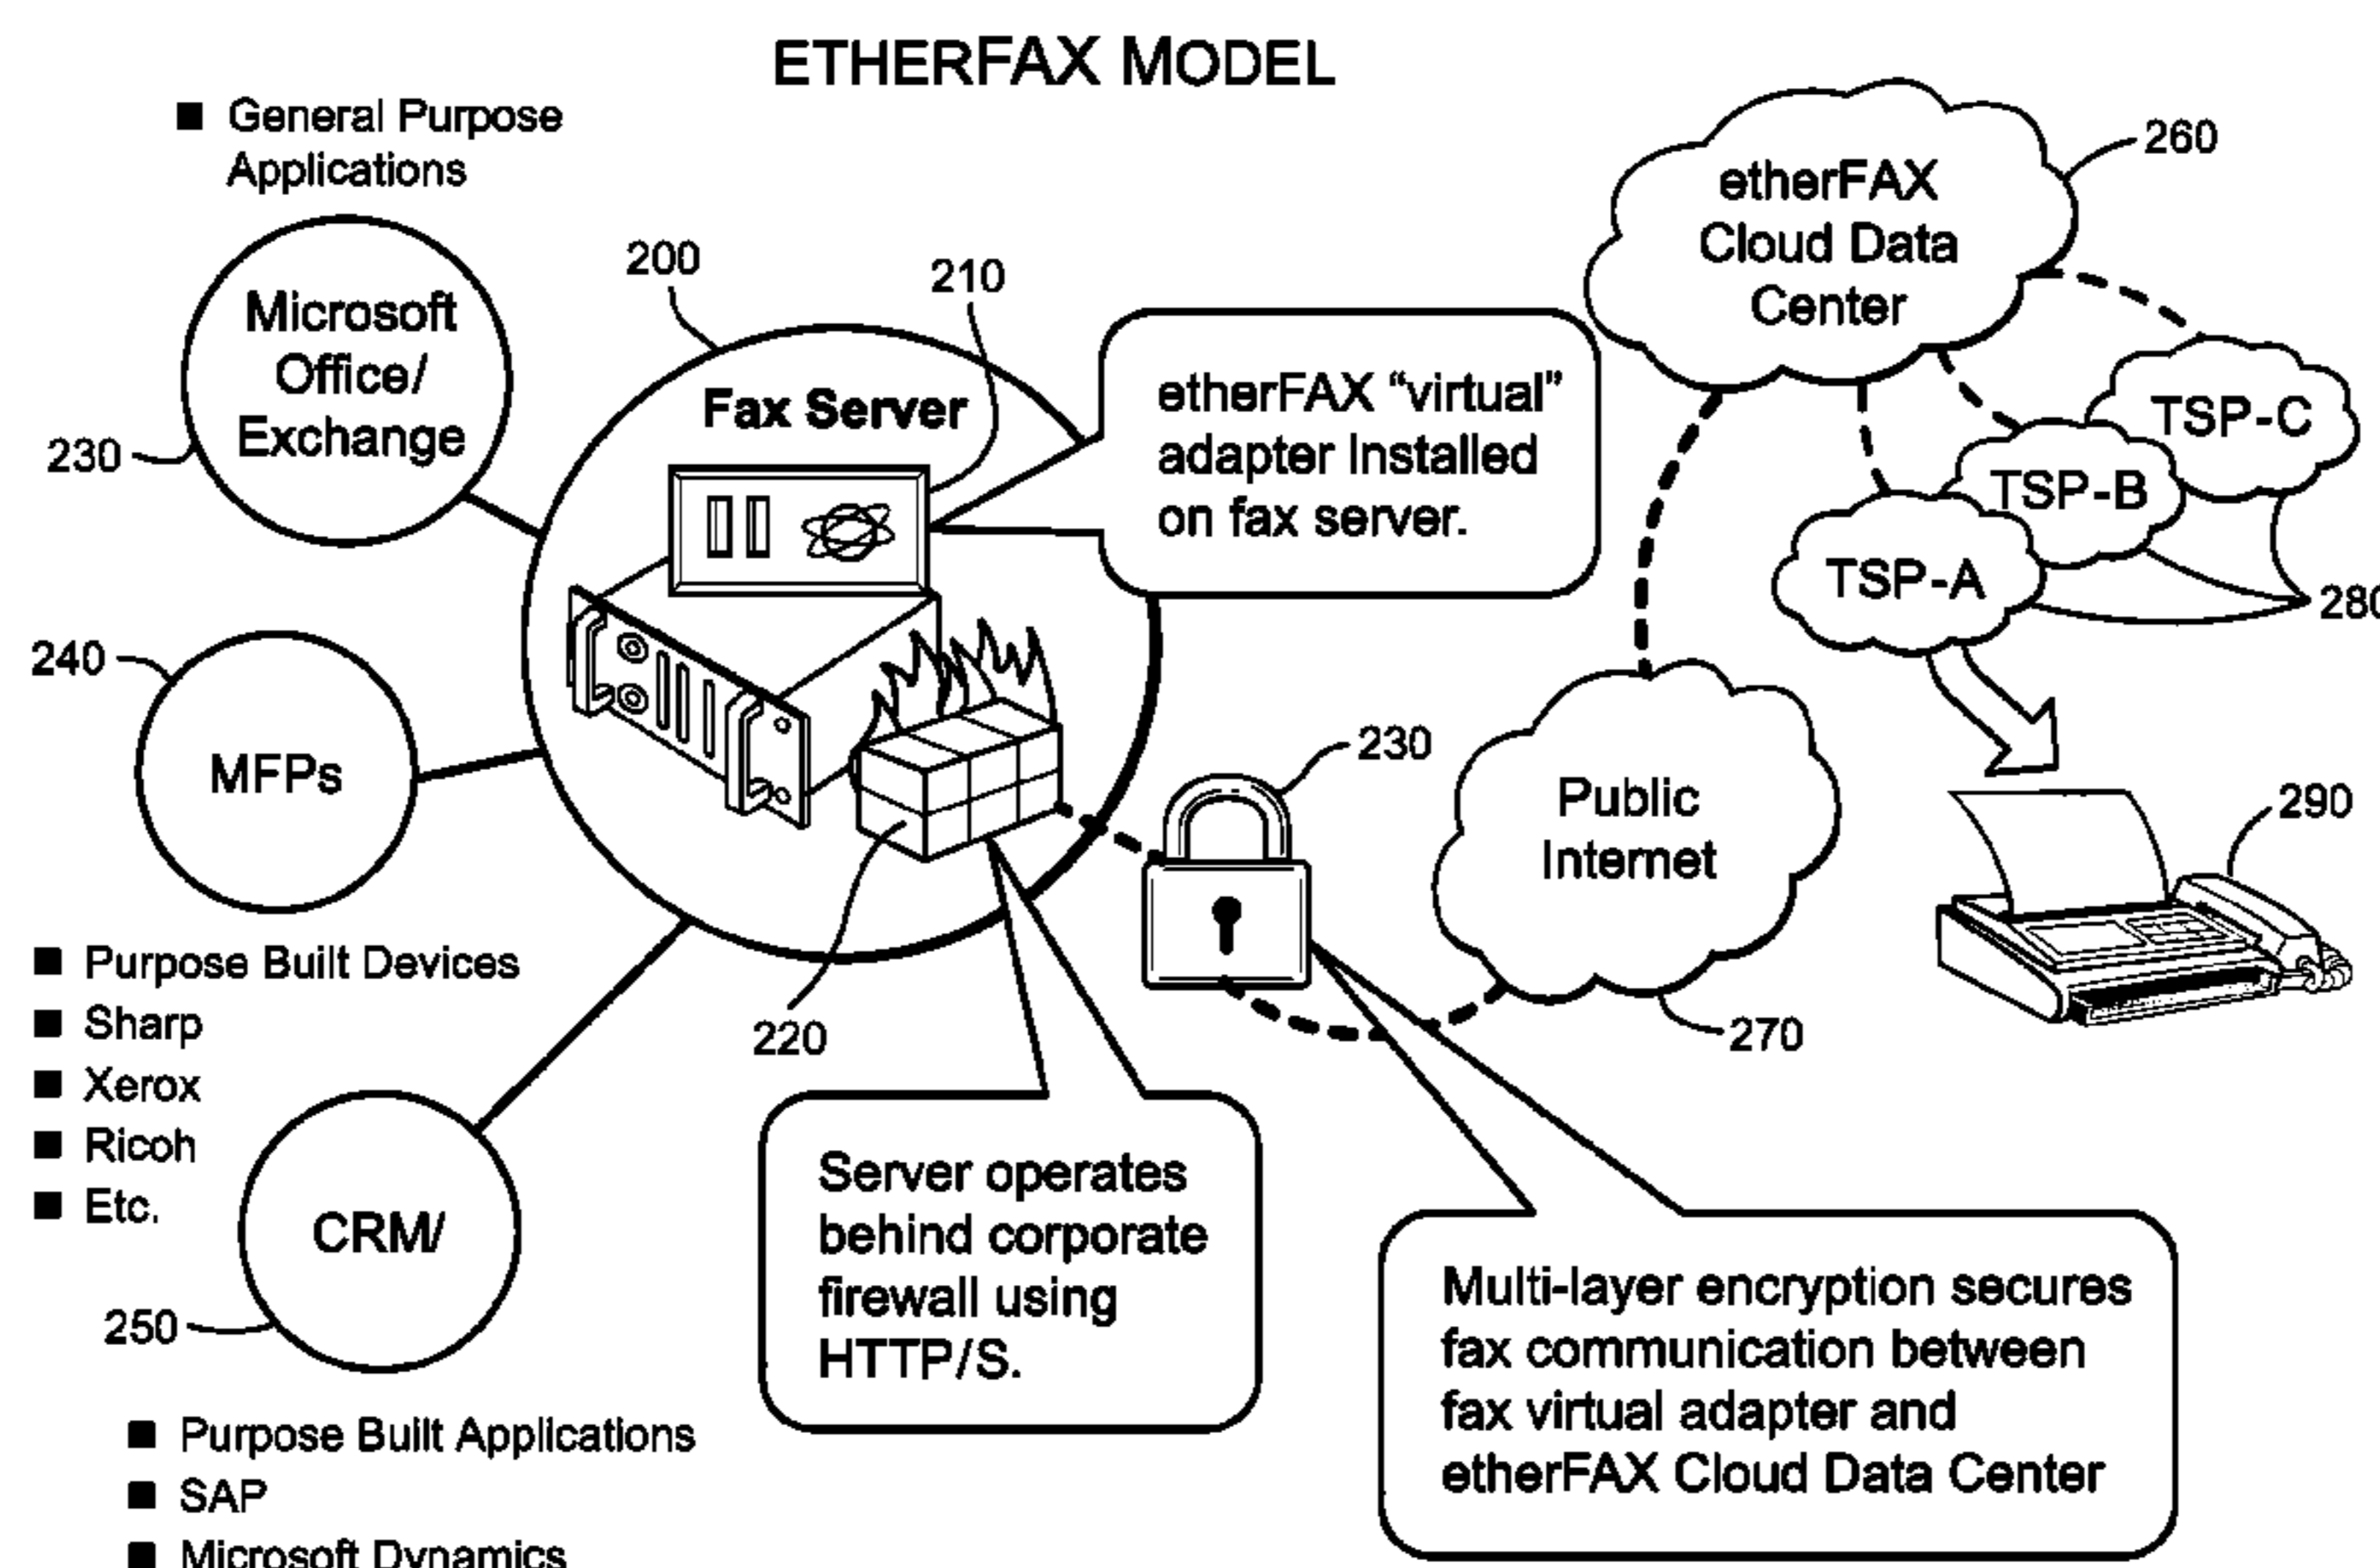 ETHERFAX MODEL
■ General Purpose
Applications
Microsoft
Office/
Exchange
230
200
210
Fax Server
etherFAX “virtual”
adapter Installed
on fax server.
etherFAX
Cloud Data
Center
260
TSP-C
TSP-B
TSP-A
280
240
MFPs
■ Purpose Built Devices
■ Sharp
■ Xerox
■ Ricoh
■ Etc.
220
230
Public
Internet
270
290
CRM/
250
■ Purpose Built Applications
■ SAP
■ Microsoft Dynamics
Server operates
behind corporate
firewall using
HTTP/S.
Multi-layer encryption secures
fax communication between
fax virtual adapter and
etherFAX Cloud Data Center